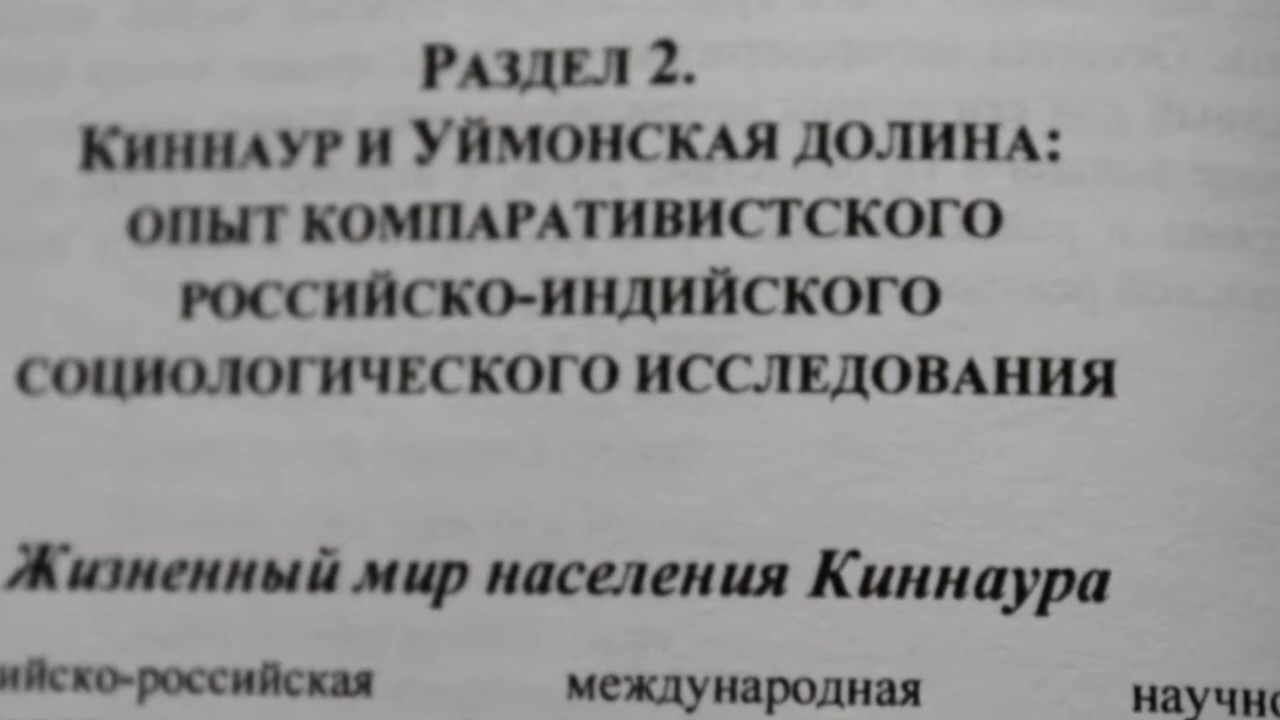 РАЗДЕЛ 2.
КИННАУР И УЙМОНСКАЯ ДОЛИНА:
ОПЫТ КОМПАРАТИВИСТСКОГО
РОССИЙСКО-ИНДИЙСКОГО
СОЦИОЛОГИЧЕСКОГО ИССЛЕДОВАНИЯ
Жизненный мир населения Киннаура
ийско-российская международная научно